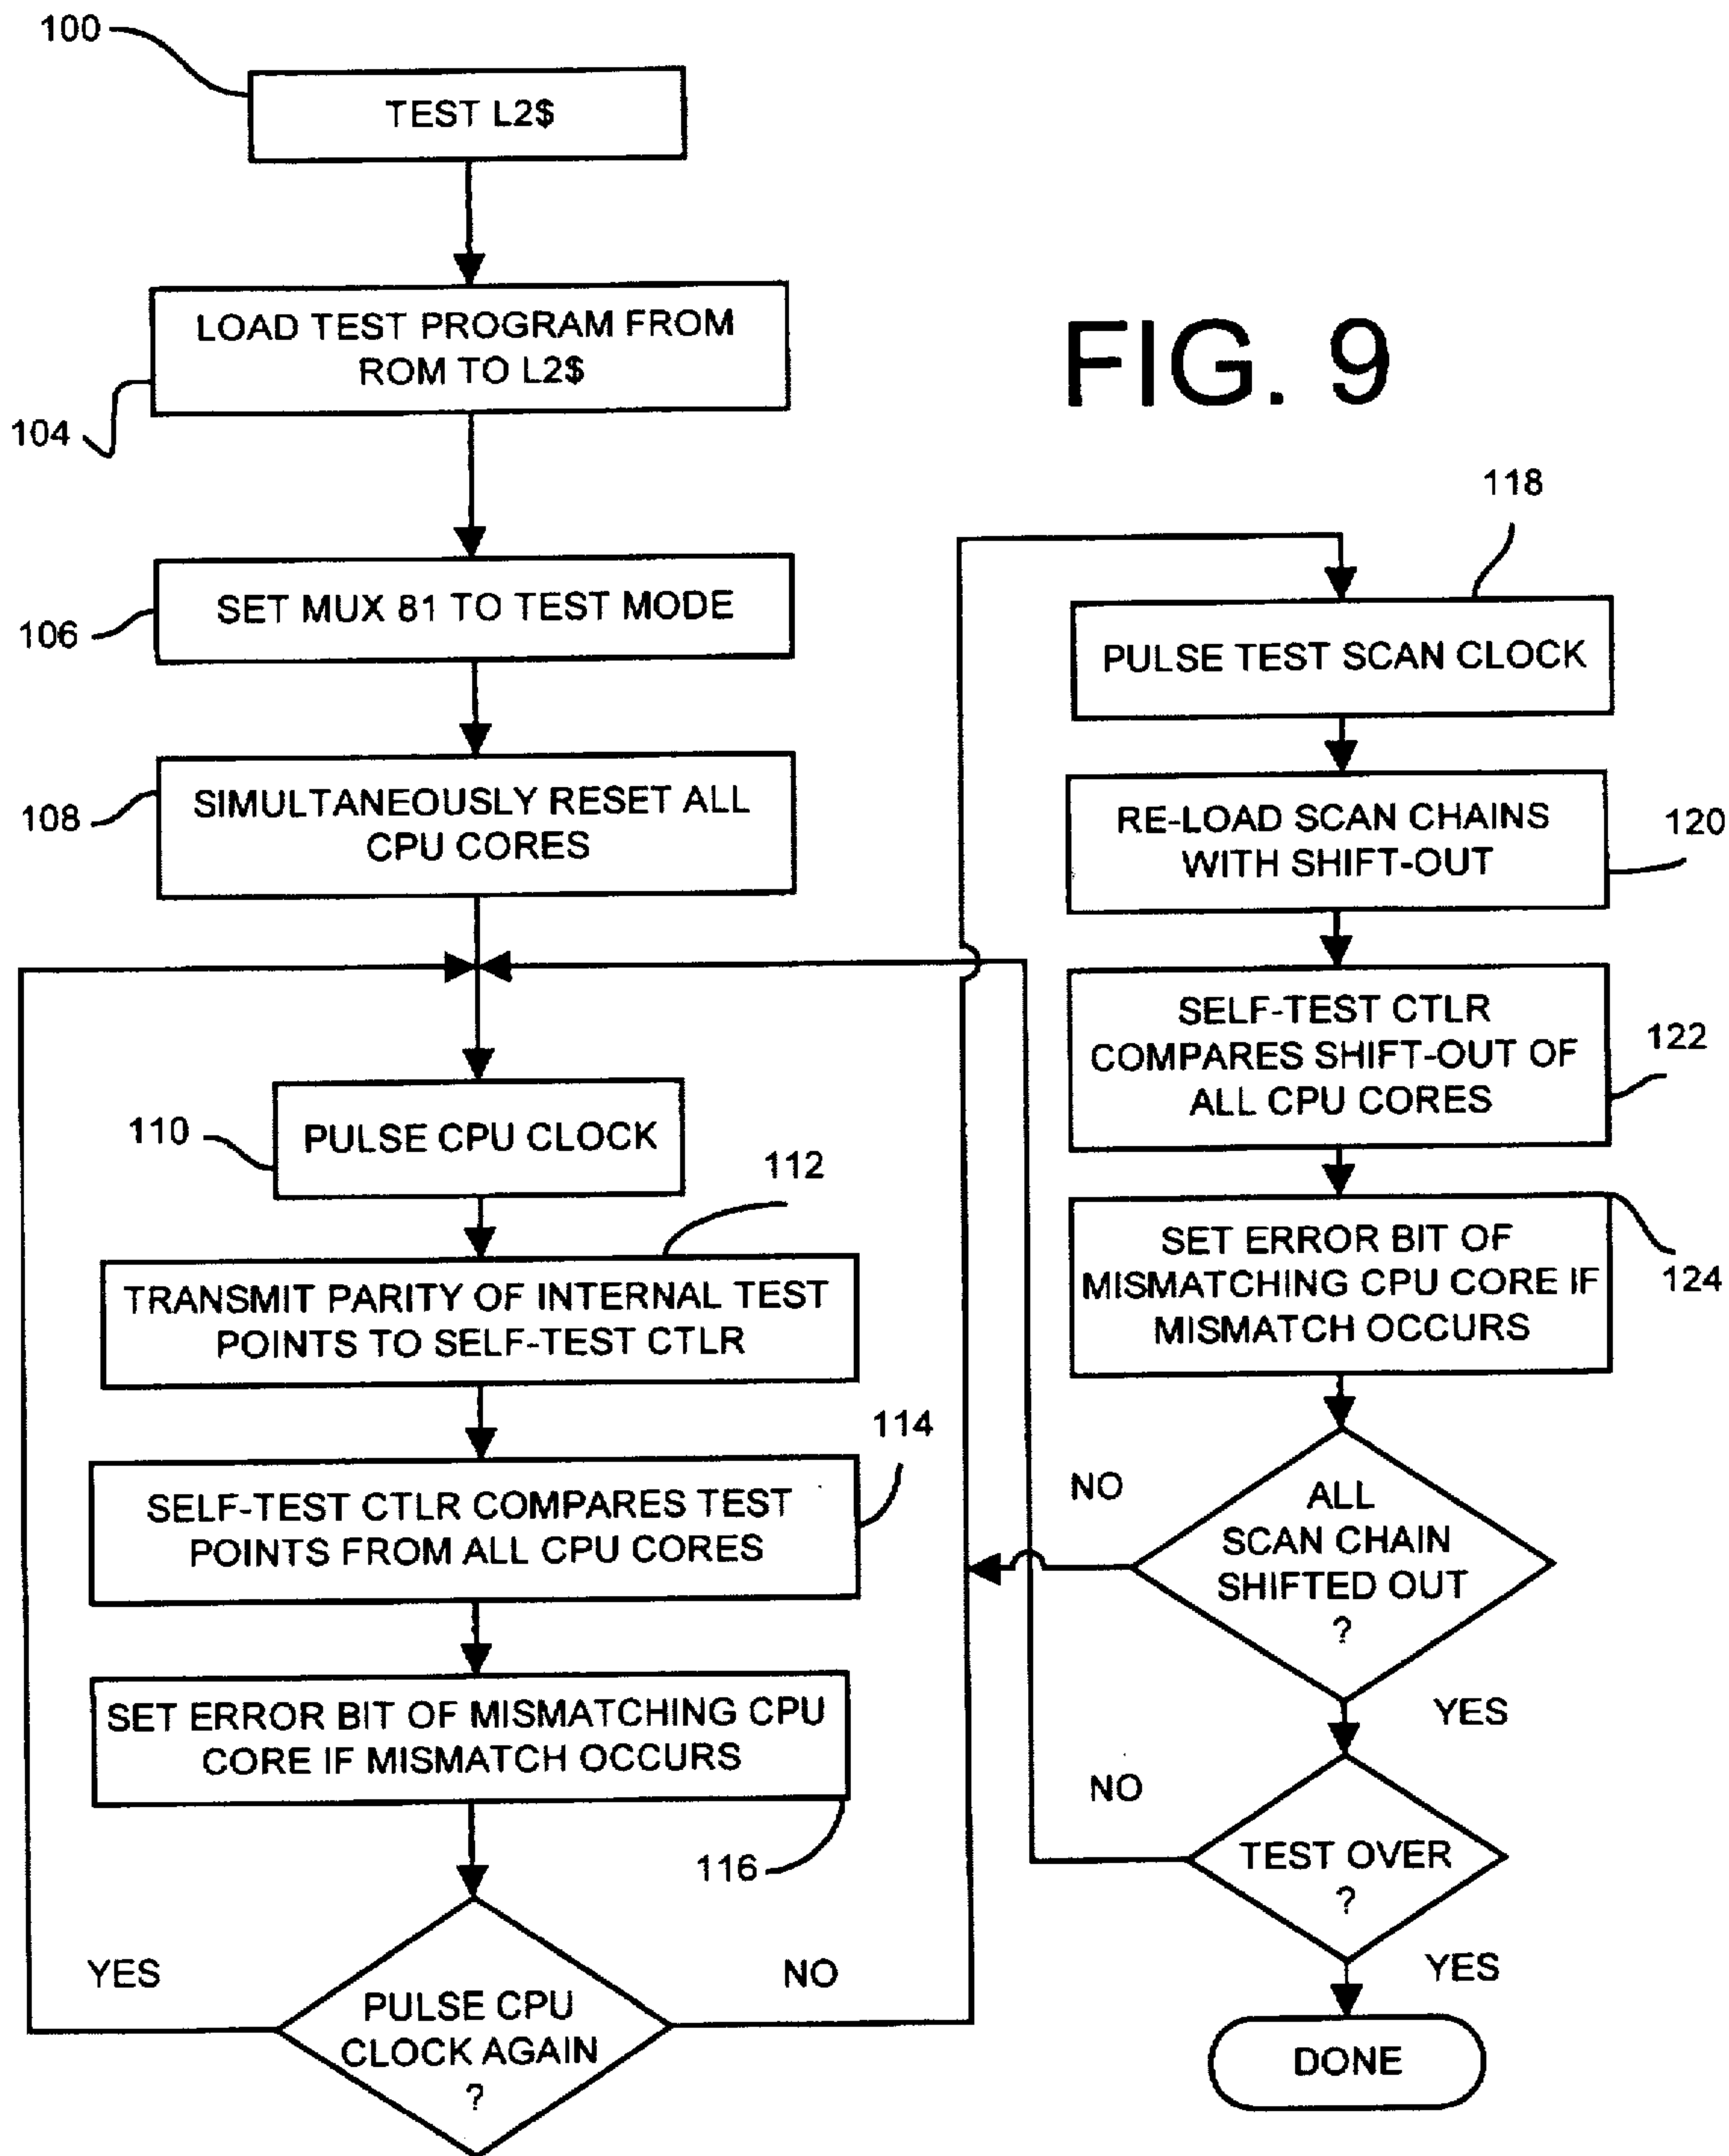 100
TEST L2$
LOAD TEST PROGRAM FROM
ROM TO L2$
104
FIG. 9
SET MUX 81 TO TEST MODE
106
SIMULTANEOUSLY RESET ALL
CPU CORES
108
PULSE CPU CLOCK
110
112
TRANSMIT PARITY OF INTERNAL TEST
POINTS TO SELF-TEST CTLR
114
SELF-TEST CTLR COMPARES TEST
POINTS FROM ALL CPU CORES
SET ERROR BIT OF MISMATCHING CPU
CORE IF MISMATCH OCCURS
116
YES
NO
PULSE CPU
CLOCK AGAIN
?
118
PULSE TEST SCAN CLOCK
RE-LOAD SCAN CHAINS
WITH SHIFT-OUT
120
SELF-TEST CTLR
COMPARES SHIFT-OUT OF
ALL CPU CORES
122
SET ERROR BIT OF
MISMATCHING CPU CORE IF
MISMATCH OCCURS
124
NO
ALL
SCAN CHAIN
SHIFTED OUT
?
YES
NO
TEST OVER
?
YES
DONE